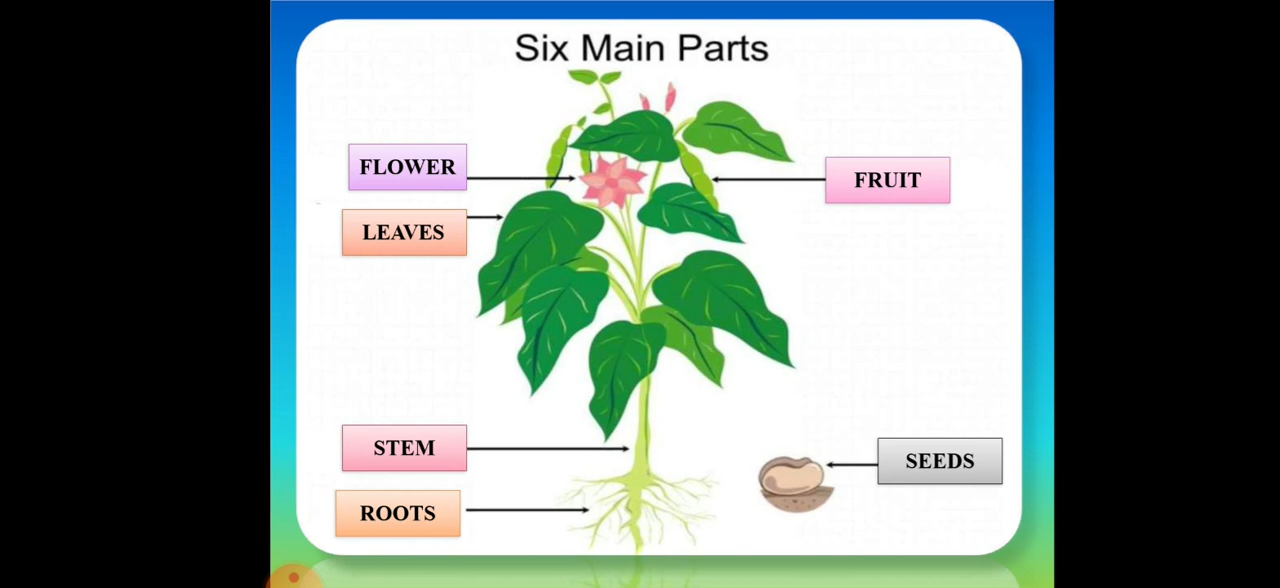 Six Main Parts
FLOWER
FRUIT
LEAVES
STEM
SEEDS
ROOTS